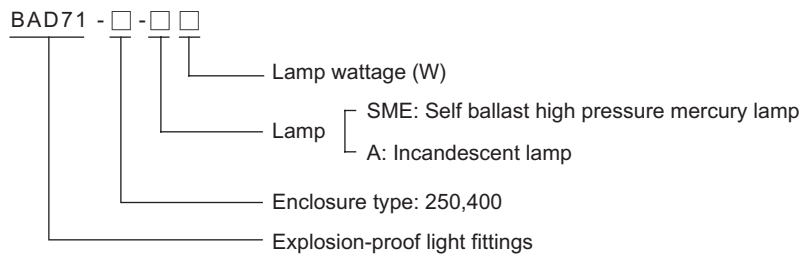 BAD71 - □ - □ □
Lamp wattage (W)
SME: Self ballast high pressure mercury lamp
Lamp
A: Incandescent lamp
Enclosure type: 250,400
Explosion-proof light fittings